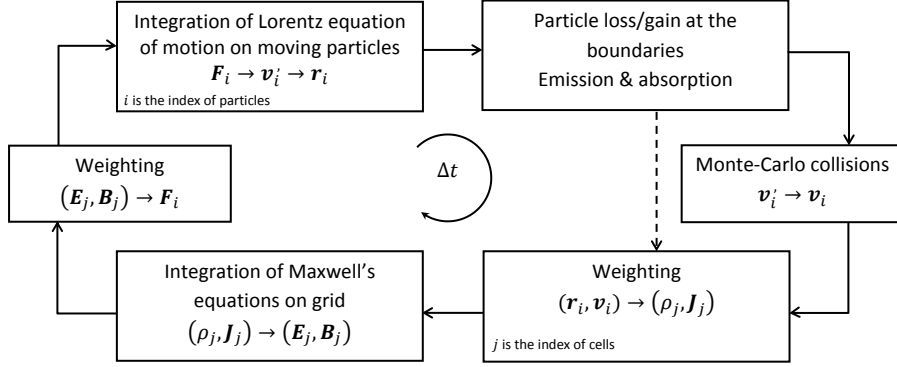 Integration of Lorentz equation
of motion on moving particles
𝑭ᵢ → 𝒗ᵢ′ → 𝒓ᵢ
𝑖 is the index of particles
Particle loss/gain at the
boundaries
Emission & absorption
Monte-Carlo collisions
𝒗ᵢ′ → 𝒗ᵢ
Weighting
(𝒓ᵢ, 𝒗ᵢ) → (ρⱼ, 𝑱ⱼ)
𝑗 is the index of cells
Integration of Maxwell's
equations on grid
(ρⱼ, 𝑱ⱼ) → (𝑬ⱼ, 𝑩ⱼ)
Weighting
(𝑬ⱼ, 𝑩ⱼ) → 𝑭ᵢ
Δ𝑡